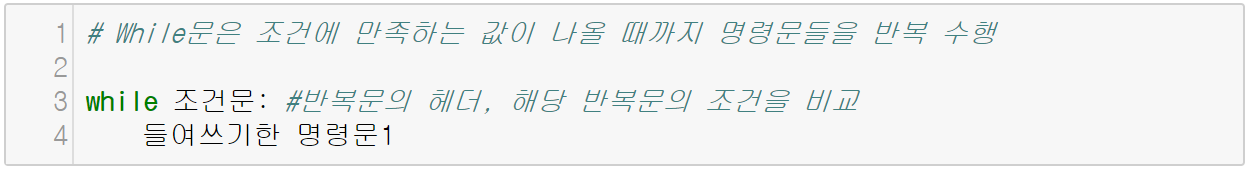 1 # While문은 조건에 만족하는 값이 나올 때까지 명령문들을 반복 수행
2
3 while 조건문: #반복문의 헤더, 해당 반복문의 조건을 비교
4 들여쓰기한 명령문1